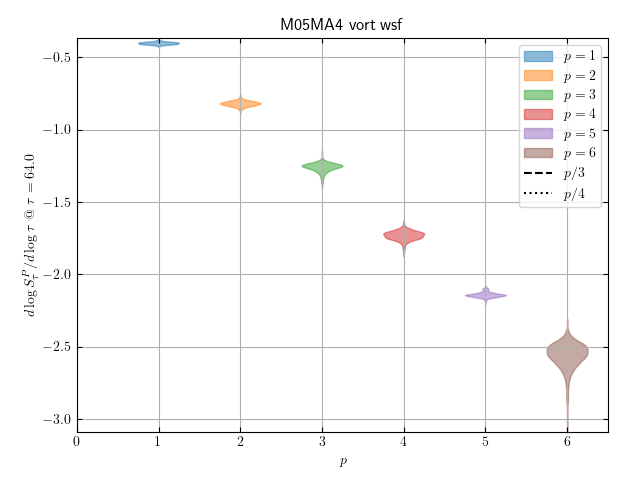 M05MA4 vort wsf
d log S_τ^P / d log τ @ τ = 64.0
−0.5
−1.0
−1.5
−2.0
−2.5
−3.0
0 1 2 3 4 5 6
p
p = 1
p = 2
p = 3
p = 4
p = 5
p = 6
p/3
p/4